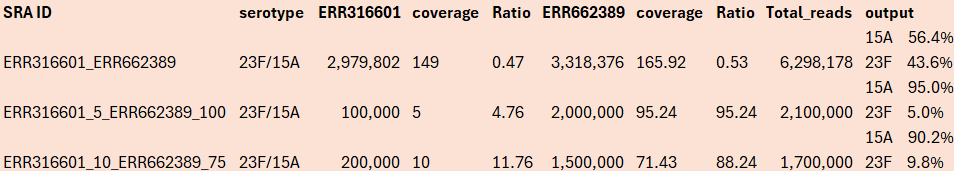 SRA ID serotype ERR316601 coverage Ratio ERR662389 coverage Ratio Total_reads output
15A 56.4%
ERR316601_ERR662389 23F/15A 2,979,802 149 0.47 3,318,376 165.92 0.53 6,298,178 23F 43.6%
15A 95.0%
ERR316601_5_ERR662389_100 23F/15A 100,000 5 4.76 2,000,000 95.24 95.24 2,100,000 23F 5.0%
15A 90.2%
ERR316601_10_ERR662389_75 23F/15A 200,000 10 11.76 1,500,000 71.43 88.24 1,700,000 23F 9.8%